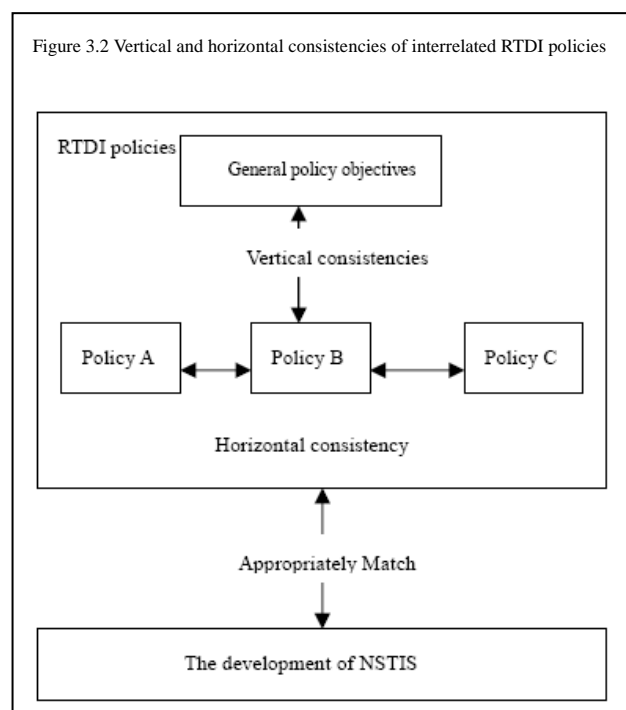 Figure 3.2 Vertical and horizontal consistencies of interrelated RTDI policies
RTDI policies
General policy objectives
Vertical consistencies
Policy A
Policy B
Policy C
Horizontal consistency
Appropriately Match
The development of NSTIS